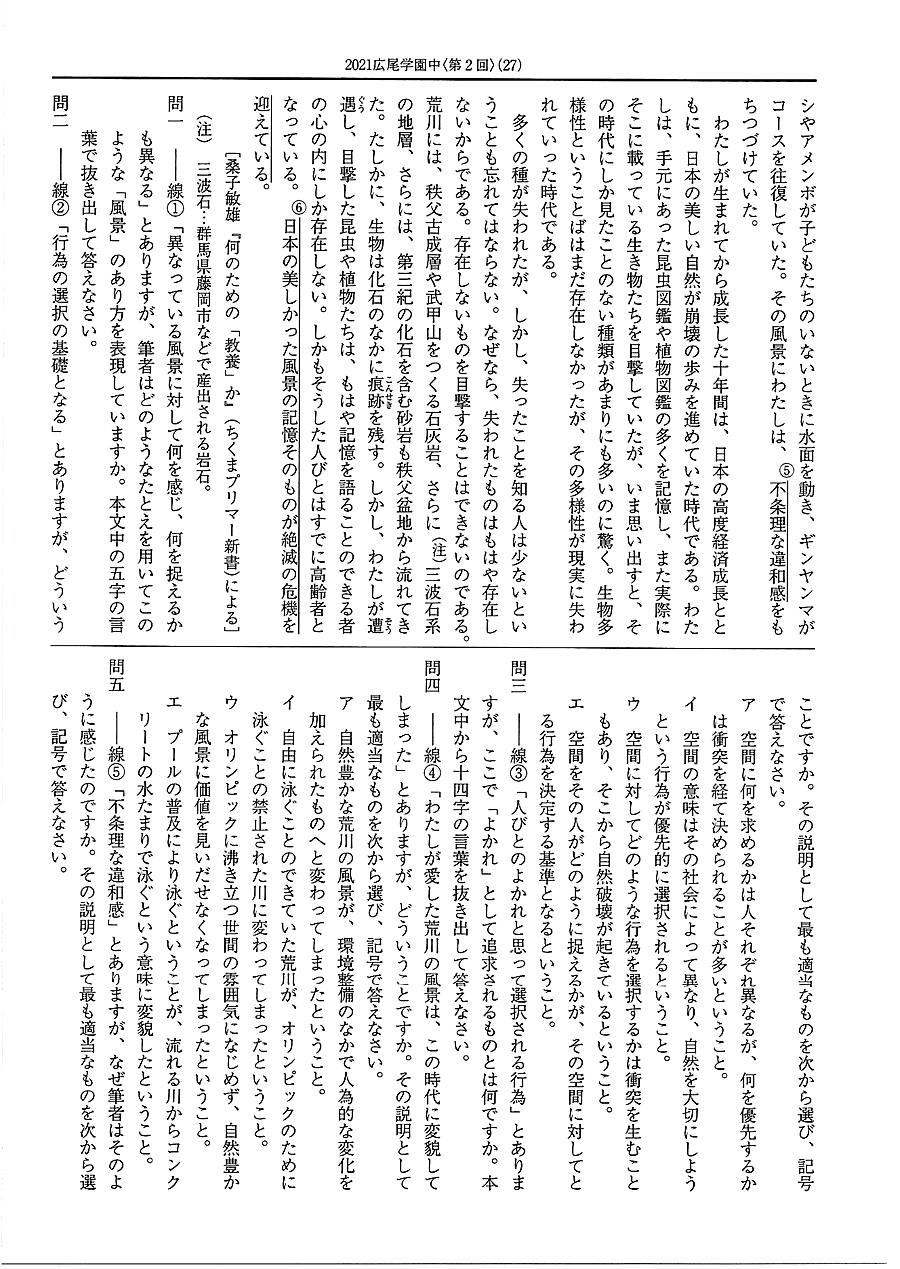 2021広尾学園中〈第２回〉(27)
シやアメンボが子どもたちのいないときに水面を動き、ギンヤンマが
コースを往復していた。その風景にわたしは、⑤不条理な違和感をも
ちつづけていた。
わたしが生まれてから成長した十年間は、日本の高度経済成長とと
もに、日本の美しい自然が崩壊の歩みを進めていた時代である。わた
しは、手元にあった昆虫図鑑や植物図鑑の多くを記憶し、また実際に
そこに載っている生き物たちを目撃していたが、いま思い出すと、そ
の時代にしか見たことのない種類があまりにも多いのに驚く。生物多
様性ということばはまだ存在しなかったが、その多様性が現実に失わ
れていった時代である。
多くの種が失われたが、しかし、失ったことを知る人は少ないとい
うことも忘れてはならない。なぜなら、失われたものはもはや存在し
ないからである。存在しないものを目撃することはできないのである。
荒川には、秩父古成層や武甲山をつくる石灰岩、さらに(注)三波石系
の地層、さらには、第三紀の化石を含む砂岩も秩父盆地から流れてき
た。たしかに、生物は化石のなかに痕跡を残す。しかし、わたしが遭
こんせき
そう
遇し、目撃した昆虫や植物たちは、もはや記憶を語ることのできる者
ぐう
の心の内にしか存在しない。しかもそうした人びとはすでに高齢者と
なっている。⑥日本の美しかった風景の記憶そのものが絶滅の危機を
迎えている。
［桑子敏雄『何のための「教養」か』（ちくまプリマー新書）による］
（注）　三波石…群馬県藤岡市などで産出される岩石。
問一　――線①「異なっている風景に対して何を感じ、何を捉えるか
も異なる」とありますが、筆者はどのようなたとえを用いてこの
ような「風景」のあり方を表現していますか。本文中の五字の言
葉で抜き出して答えなさい。
問二　――線②「行為の選択の基礎となる」とありますが、どういう
ことですか。その説明として最も適当なものを次から選び、記号
で答えなさい。
ア　空間に何を求めるかは人それぞれ異なるが、何を優先するか
は衝突を経て決められることが多いということ。
イ　空間の意味はその社会によって異なり、自然を大切にしよう
という行為が優先的に選択されるということ。
ウ　空間に対してどのような行為を選択するかは衝突を生むこと
もあり、そこから自然破壊が起きているということ。
エ　空間をその人がどのように捉えるかが、その空間に対してと
る行為を決定する基準となるということ。
問三　――線③「人びとのよかれと思って選択される行為」とありま
すが、ここで「よかれ」として追求されるものとは何ですか。本
文中から十四字の言葉を抜き出して答えなさい。
問四　――線④「わたしが愛した荒川の風景は、この時代に変貌して
しまった」とありますが、どういうことですか。その説明として
最も適当なものを次から選び、記号で答えなさい。
ア　自然豊かな荒川の風景が、環境整備のなかで人為的な変化を
加えられたものへと変わってしまったということ。
イ　自由に泳ぐことのできていた荒川が、オリンピックのために
泳ぐことの禁止された川に変わってしまったということ。
ウ　オリンピックに沸き立つ世間の雰囲気になじめず、自然豊か
な風景に価値を見いだせなくなってしまったということ。
エ　プールの普及により泳ぐということが、流れる川からコンク
リートの水たまりで泳ぐという意味に変貌したということ。
問五　――線⑤「不条理な違和感」とありますが、なぜ筆者はそのよ
うに感じたのですか。その説明として最も適当なものを次から選
び、記号で答えなさい。